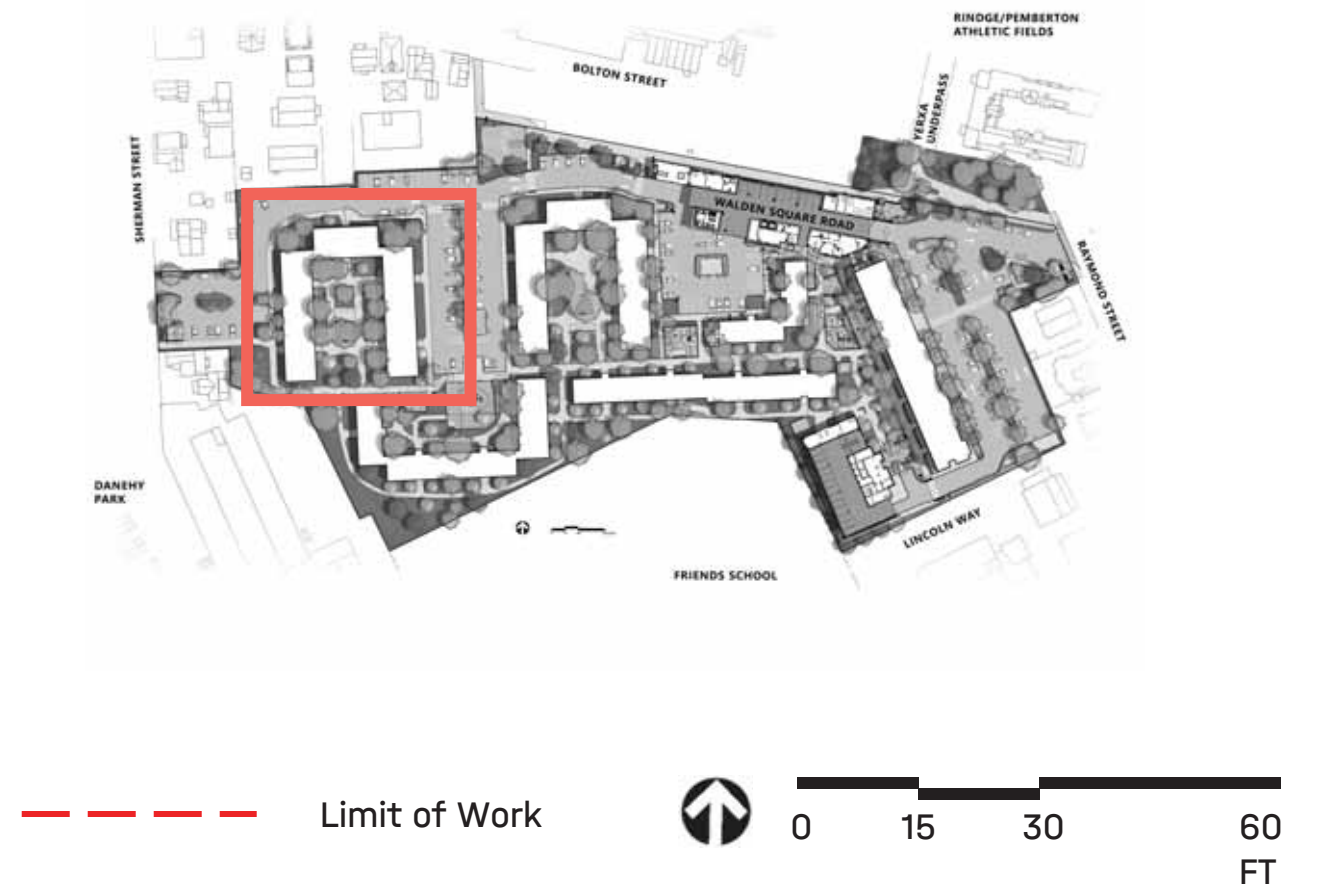 RINDGE/PEMBERTON
ATHLETIC FIELDS
BOLTON STREET
YERXA
UNDERPASS
SHERMAN STREET
WALDEN SQUARE ROAD
RAYMOND STREET
DANEHY
PARK
LINCOLN WAY
FRIENDS SCHOOL
Limit of Work
0 15 30 60
FT